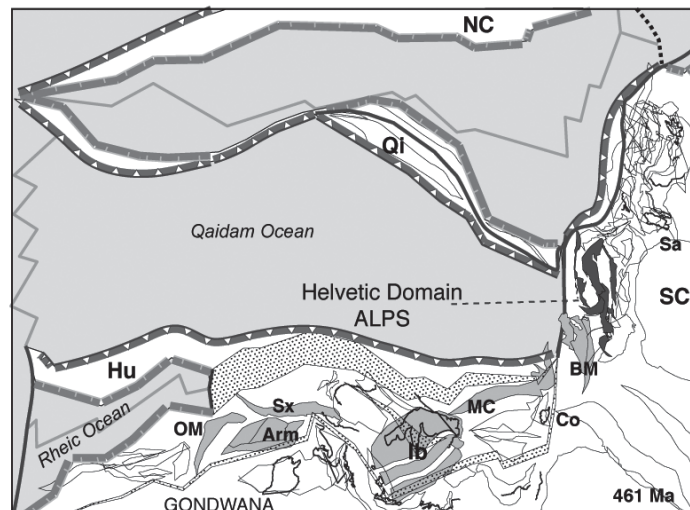 NC
Qi
Qaidam Ocean
Sa
Helvetic Domain
ALPS
SC
Hu
BM
Rheic Ocean
OM
Sx
Arm
MC
Ib
Co
GONDWANA
461 Ma